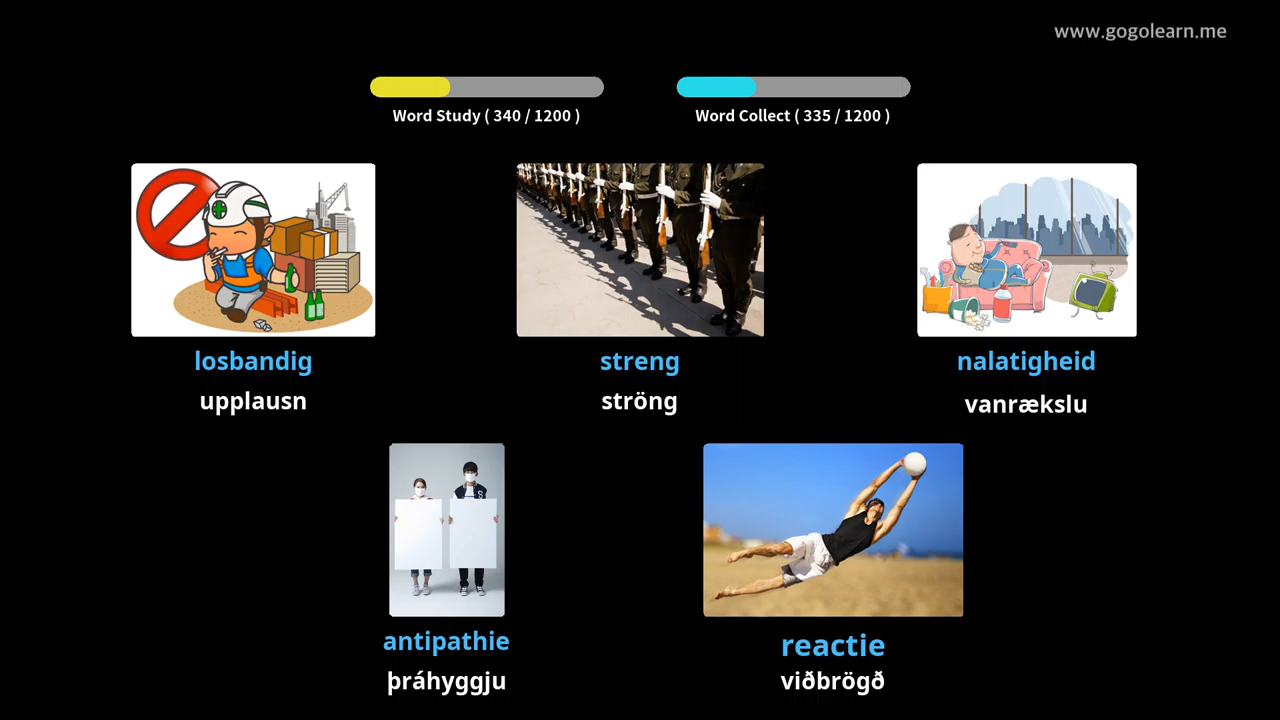 www.gogolearn.me
Word Study ( 340 / 1200 )
Word Collect ( 335 / 1200 )
losbandig
streng
nalatigheid
upplausn
ströng
vanrækslu
antipathie
reactie
þráhyggju
viðbrögð